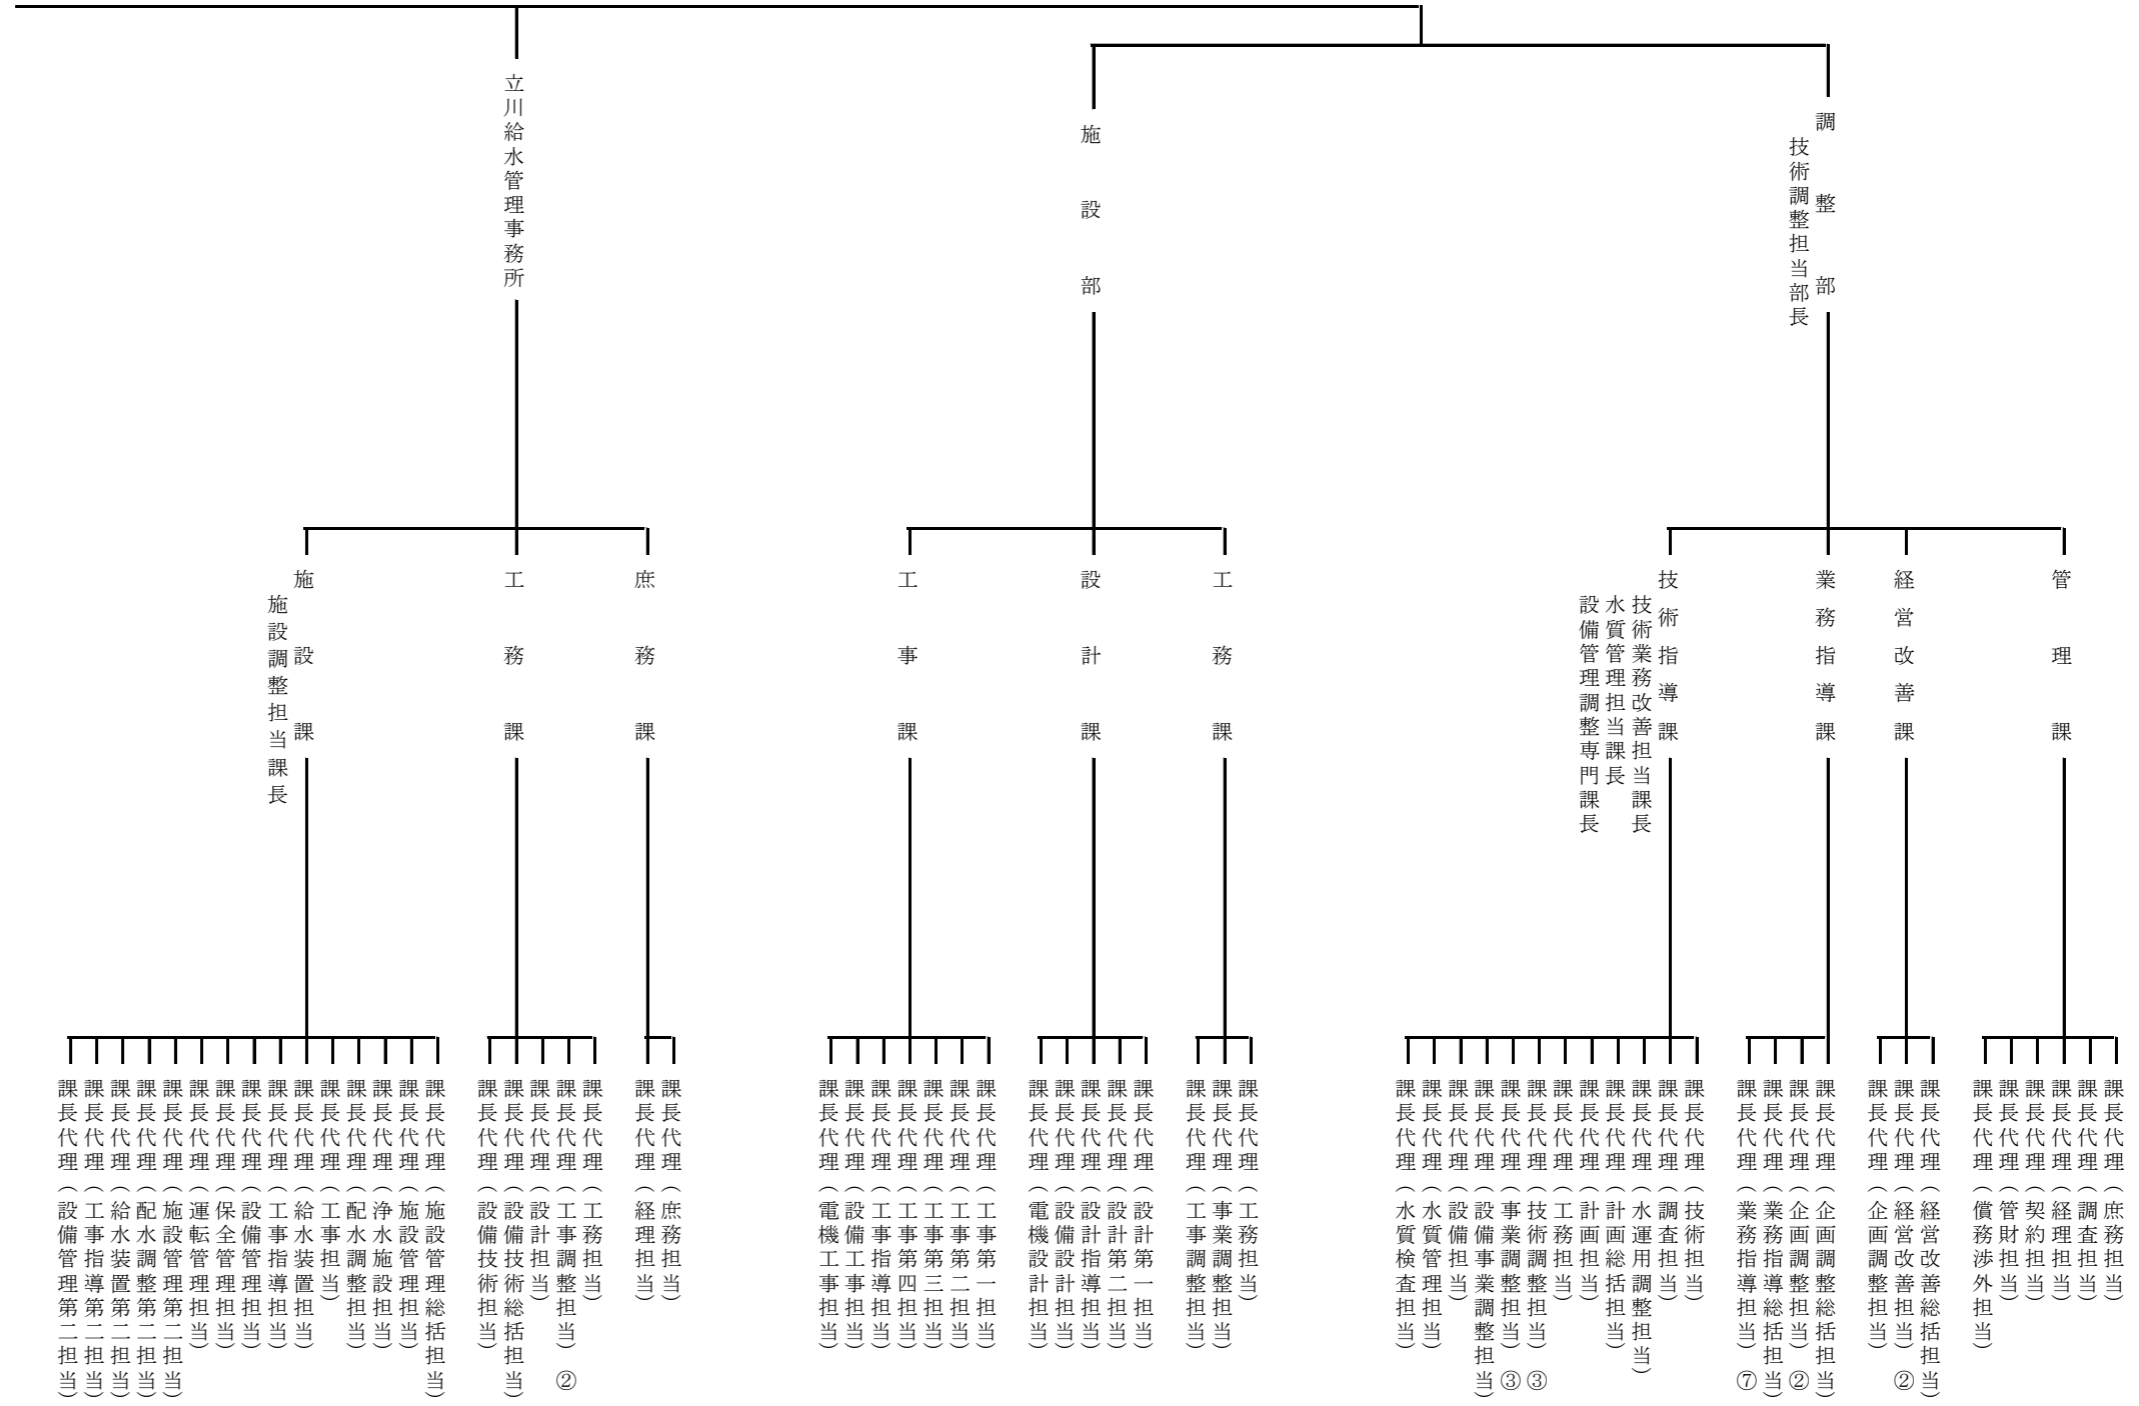 調整部
技術調整担当部長
管理課
課長代理（庶務担当）
課長代理（調査担当）
課長代理（経理担当）
課長代理（契約担当）
課長代理（管財担当）
課長代理（償務渉外担当）
経営改善課
課長代理（経営改善総括担当）
課長代理（経営改善担当）②
課長代理（企画調整担当）
業務指導課
課長代理（企画調整総括担当）
課長代理（企画調整担当）②
課長代理（業務指導総括担当）
課長代理（業務指導担当）⑦
技術指導課
技術業務改善担当課長
水質管理担当課長
設備管理調整専門課長
課長代理（技術担当）
課長代理（調査担当）
課長代理（水運用調整担当）
課長代理（計画総括担当）
課長代理（計画担当）
課長代理（工務担当）
課長代理（技術調整担当）③
課長代理（事業調整担当）③
課長代理（設備事業調整担当）
課長代理（設備担当）
課長代理（水質管理担当）
課長代理（水質検査担当）
施設部
工務課
課長代理（工務担当）
課長代理（事業調整担当）
課長代理（工事調整担当）
設計課
課長代理（設計第一担当）
課長代理（設計第二担当）
課長代理（設計指導担当）
課長代理（設備設計担当）
課長代理（電機設計担当）
工事課
課長代理（工事第一担当）
課長代理（工事第二担当）
課長代理（工事第三担当）
課長代理（工事第四担当）
課長代理（工事指導担当）
課長代理（設備工事担当）
課長代理（電機工事担当）
立川給水管理事務所
庶務課
課長代理（庶務担当）
課長代理（経理担当）
工務課
課長代理（工務担当）
課長代理（工事調整担当）②
課長代理（設計担当）
課長代理（設備技術総括担当）
課長代理（設備技術担当）
施設課
施設調整担当課長
課長代理（施設管理総括担当）
課長代理（施設管理担当）
課長代理（浄水施設担当）
課長代理（配水調整担当）
課長代理（工事担当）
課長代理（給水装置担当）
課長代理（工事指導担当）
課長代理（設備管理担当）
課長代理（保全管理担当）
課長代理（運転管理担当）
課長代理（施設管理第二担当）
課長代理（配水調整第二担当）
課長代理（給水装置第二担当）
課長代理（工事指導第二担当）
課長代理（設備管理第二担当）